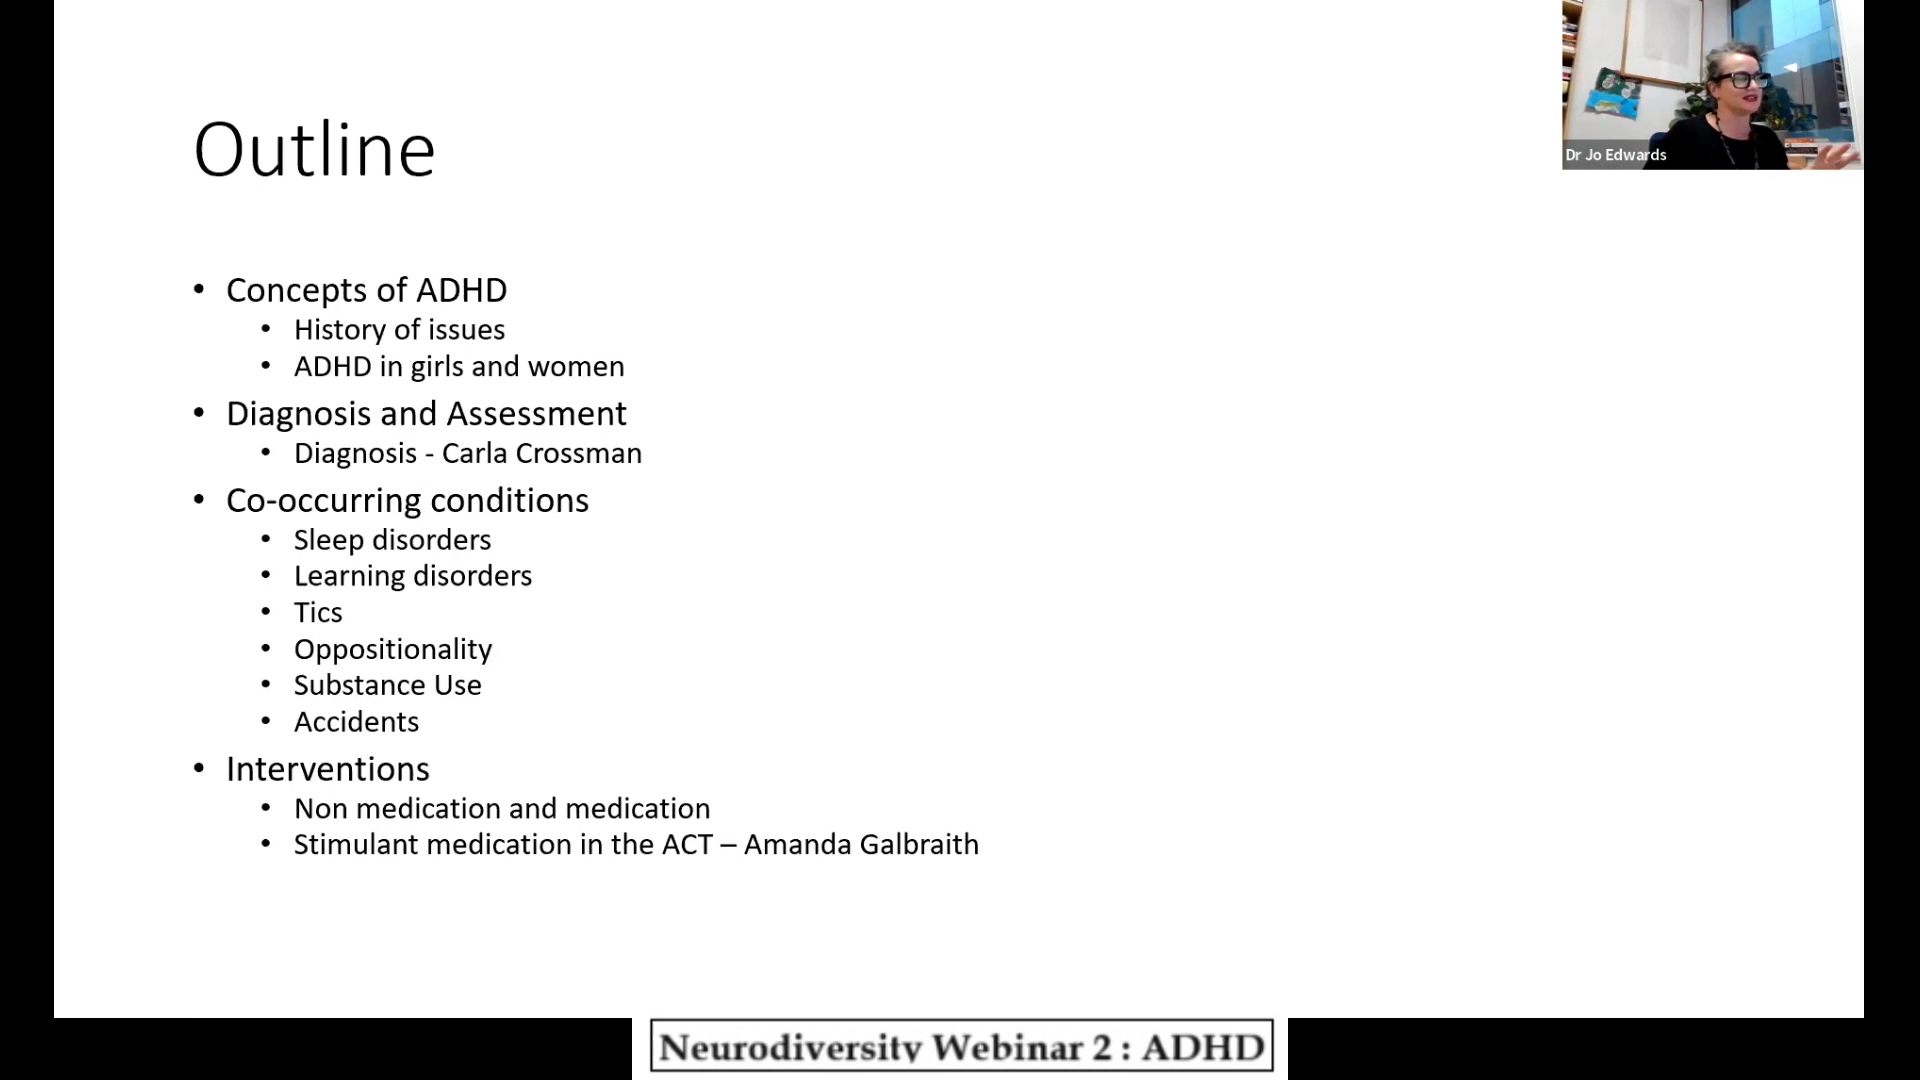 Outline
Dr Jo Edwards
• Concepts of ADHD
• History of issues
• ADHD in girls and women
• Diagnosis and Assessment
• Diagnosis - Carla Crossman
• Co-occurring conditions
• Sleep disorders
• Learning disorders
• Tics
• Oppositionality
• Substance Use
• Accidents
• Interventions
• Non medication and medication
• Stimulant medication in the ACT – Amanda Galbraith
Neurodiversity Webinar 2 : ADHD